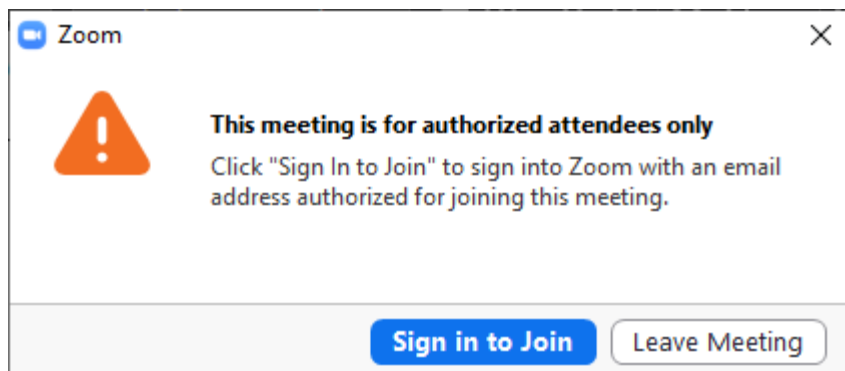 Zoom
This meeting is for authorized attendees only
Click "Sign In to Join" to sign into Zoom with an email
address authorized for joining this meeting.
Sign in to Join
Leave Meeting